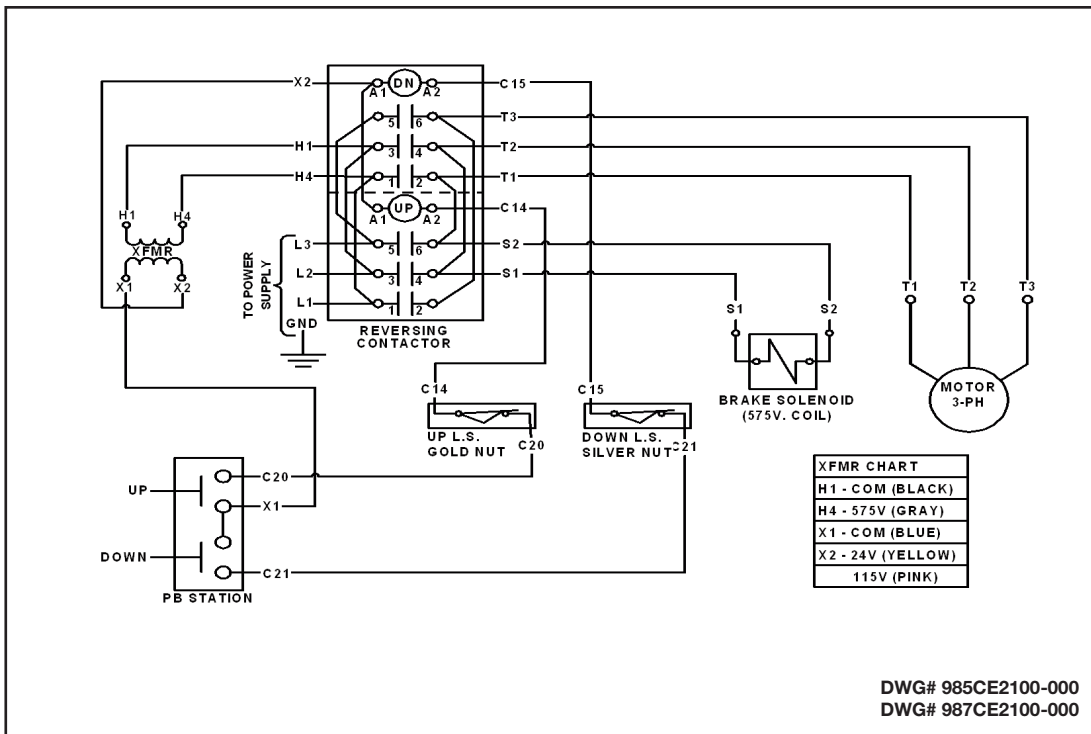 X2 A1 DN A2 C15
5 6 T3
H1 3 4 T2
H4 1 2 T1
A1 UP A2 C14
H1 H4
XFMR
X1 X2
TO POWER
SUPPLY
L3 5 6 S2
L2 3 4 S1
L1 1 2
GND
REVERSING
CONTACTOR
S1 S2
T1 T2 T3
BRAKE SOLENOID
(575V. COIL)
MOTOR
3-PH
C14
UP L.S.
GOLD NUT
C20
C15
DOWN L.S.
SILVER NUT
C21
UP
C20
X1
DOWN
C21
PB STATION
XFMR CHART
H1 - COM (BLACK)
H4 - 575V (GRAY)
X1 - COM (BLUE)
X2 - 24V (YELLOW)
115V (PINK)
DWG# 985CE2100-000
DWG# 987CE2100-000